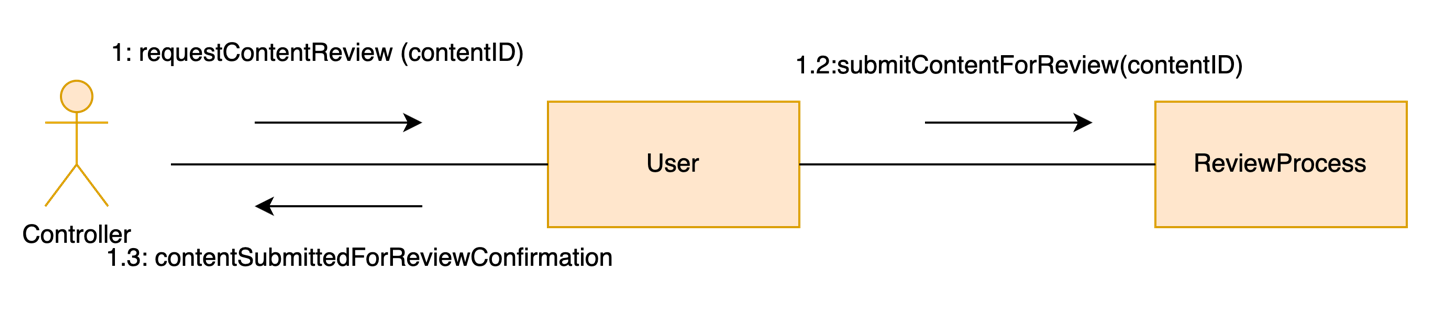 1: requestContentReview (contentID)
1.2:submitContentForReview(contentID)
User
ReviewProcess
Controller
1.3: contentSubmittedForReviewConfirmation